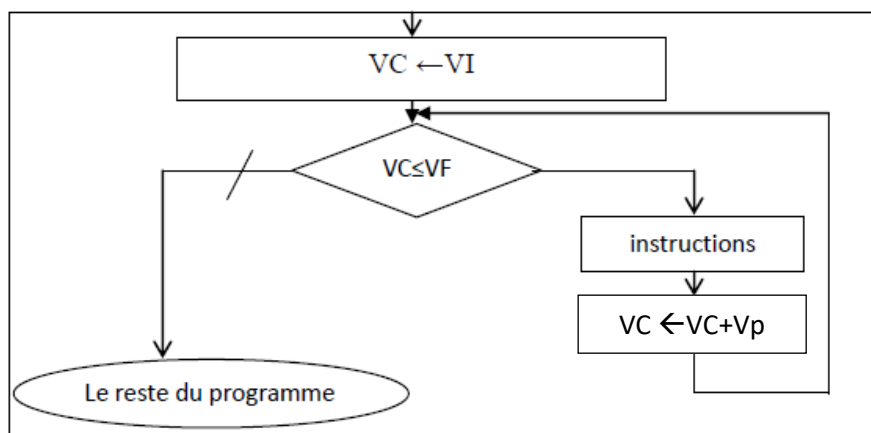 VC ←VI
VC≤VF
instructions
VC ←VC+Vp
Le reste du programme